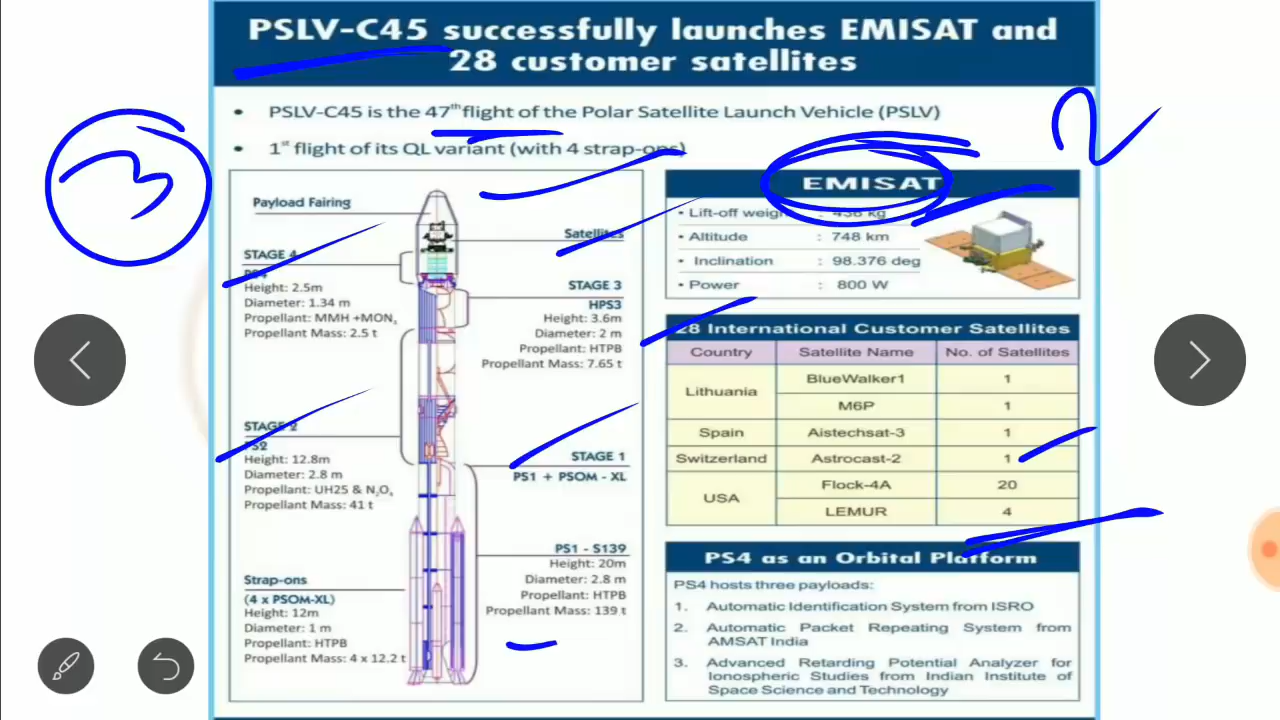 PSLV-C45 successfully launches EMISAT and
28 customer satellites
• PSLV-C45 is the 47th flight of the Polar Satellite Launch Vehicle (PSLV)
• 1st flight of its QL variant (with 4 strap-ons)
3
2
Payload Fairing
Satellites
STAGE 4
PS4
Height: 2.5m
Diameter: 1.34 m
Propellant: MMH +MON₃
Propellant Mass: 2.5 t
STAGE 3
HPS3
Height: 3.6m
Diameter: 2 m
Propellant: HTPB
Propellant Mass: 7.65 t
STAGE 2
PS2
Height: 12.8m
Diameter: 2.8 m
Propellant: UH25 & N₂O₄
Propellant Mass: 41 t
STAGE 1
PS1 + PSOM - XL
PS1 - S139
Height: 20m
Diameter: 2.8 m
Propellant: HTPB
Propellant Mass: 139 t
Strap-ons
(4 x PSOM-XL)
Height: 12m
Diameter: 1 m
Propellant: HTPB
Propellant Mass: 4 x 12.2 t
EMISAT
• Lift-off weight : 436 kg
• Altitude : 748 km
• Inclination : 98.376 deg
• Power : 800 W
28 International Customer Satellites
Country Satellite Name No. of Satellites
Lithuania BlueWalker1 1
M6P 1
Spain Aistechsat-3 1
Switzerland Astrocast-2 1
USA Flock-4A 20
LEMUR 4
PS4 as an Orbital Platform
PS4 hosts three payloads:
1. Automatic Identification System from ISRO
2. Automatic Packet Repeating System from
AMSAT India
3. Advanced Retarding Potential Analyzer for
Ionospheric Studies from Indian Institute of
Space Science and Technology